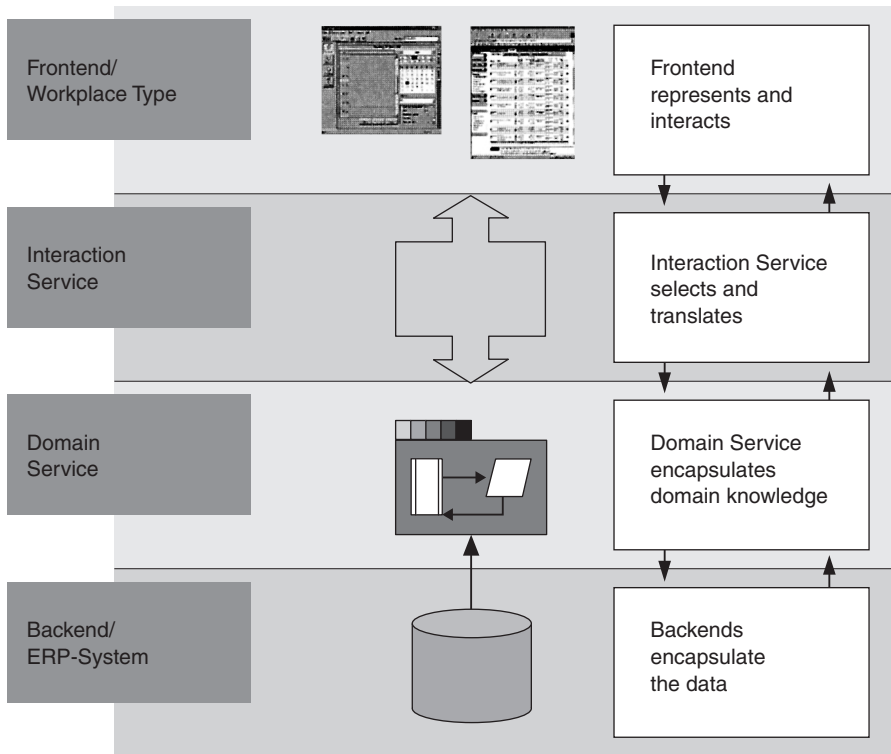 Frontend/
Workplace Type
Frontend
represents and
interacts
Interaction
Service
Interaction Service
selects and
translates
Domain
Service
Domain Service
encapsulates
domain knowledge
Backend/
ERP-System
Backends
encapsulate
the data